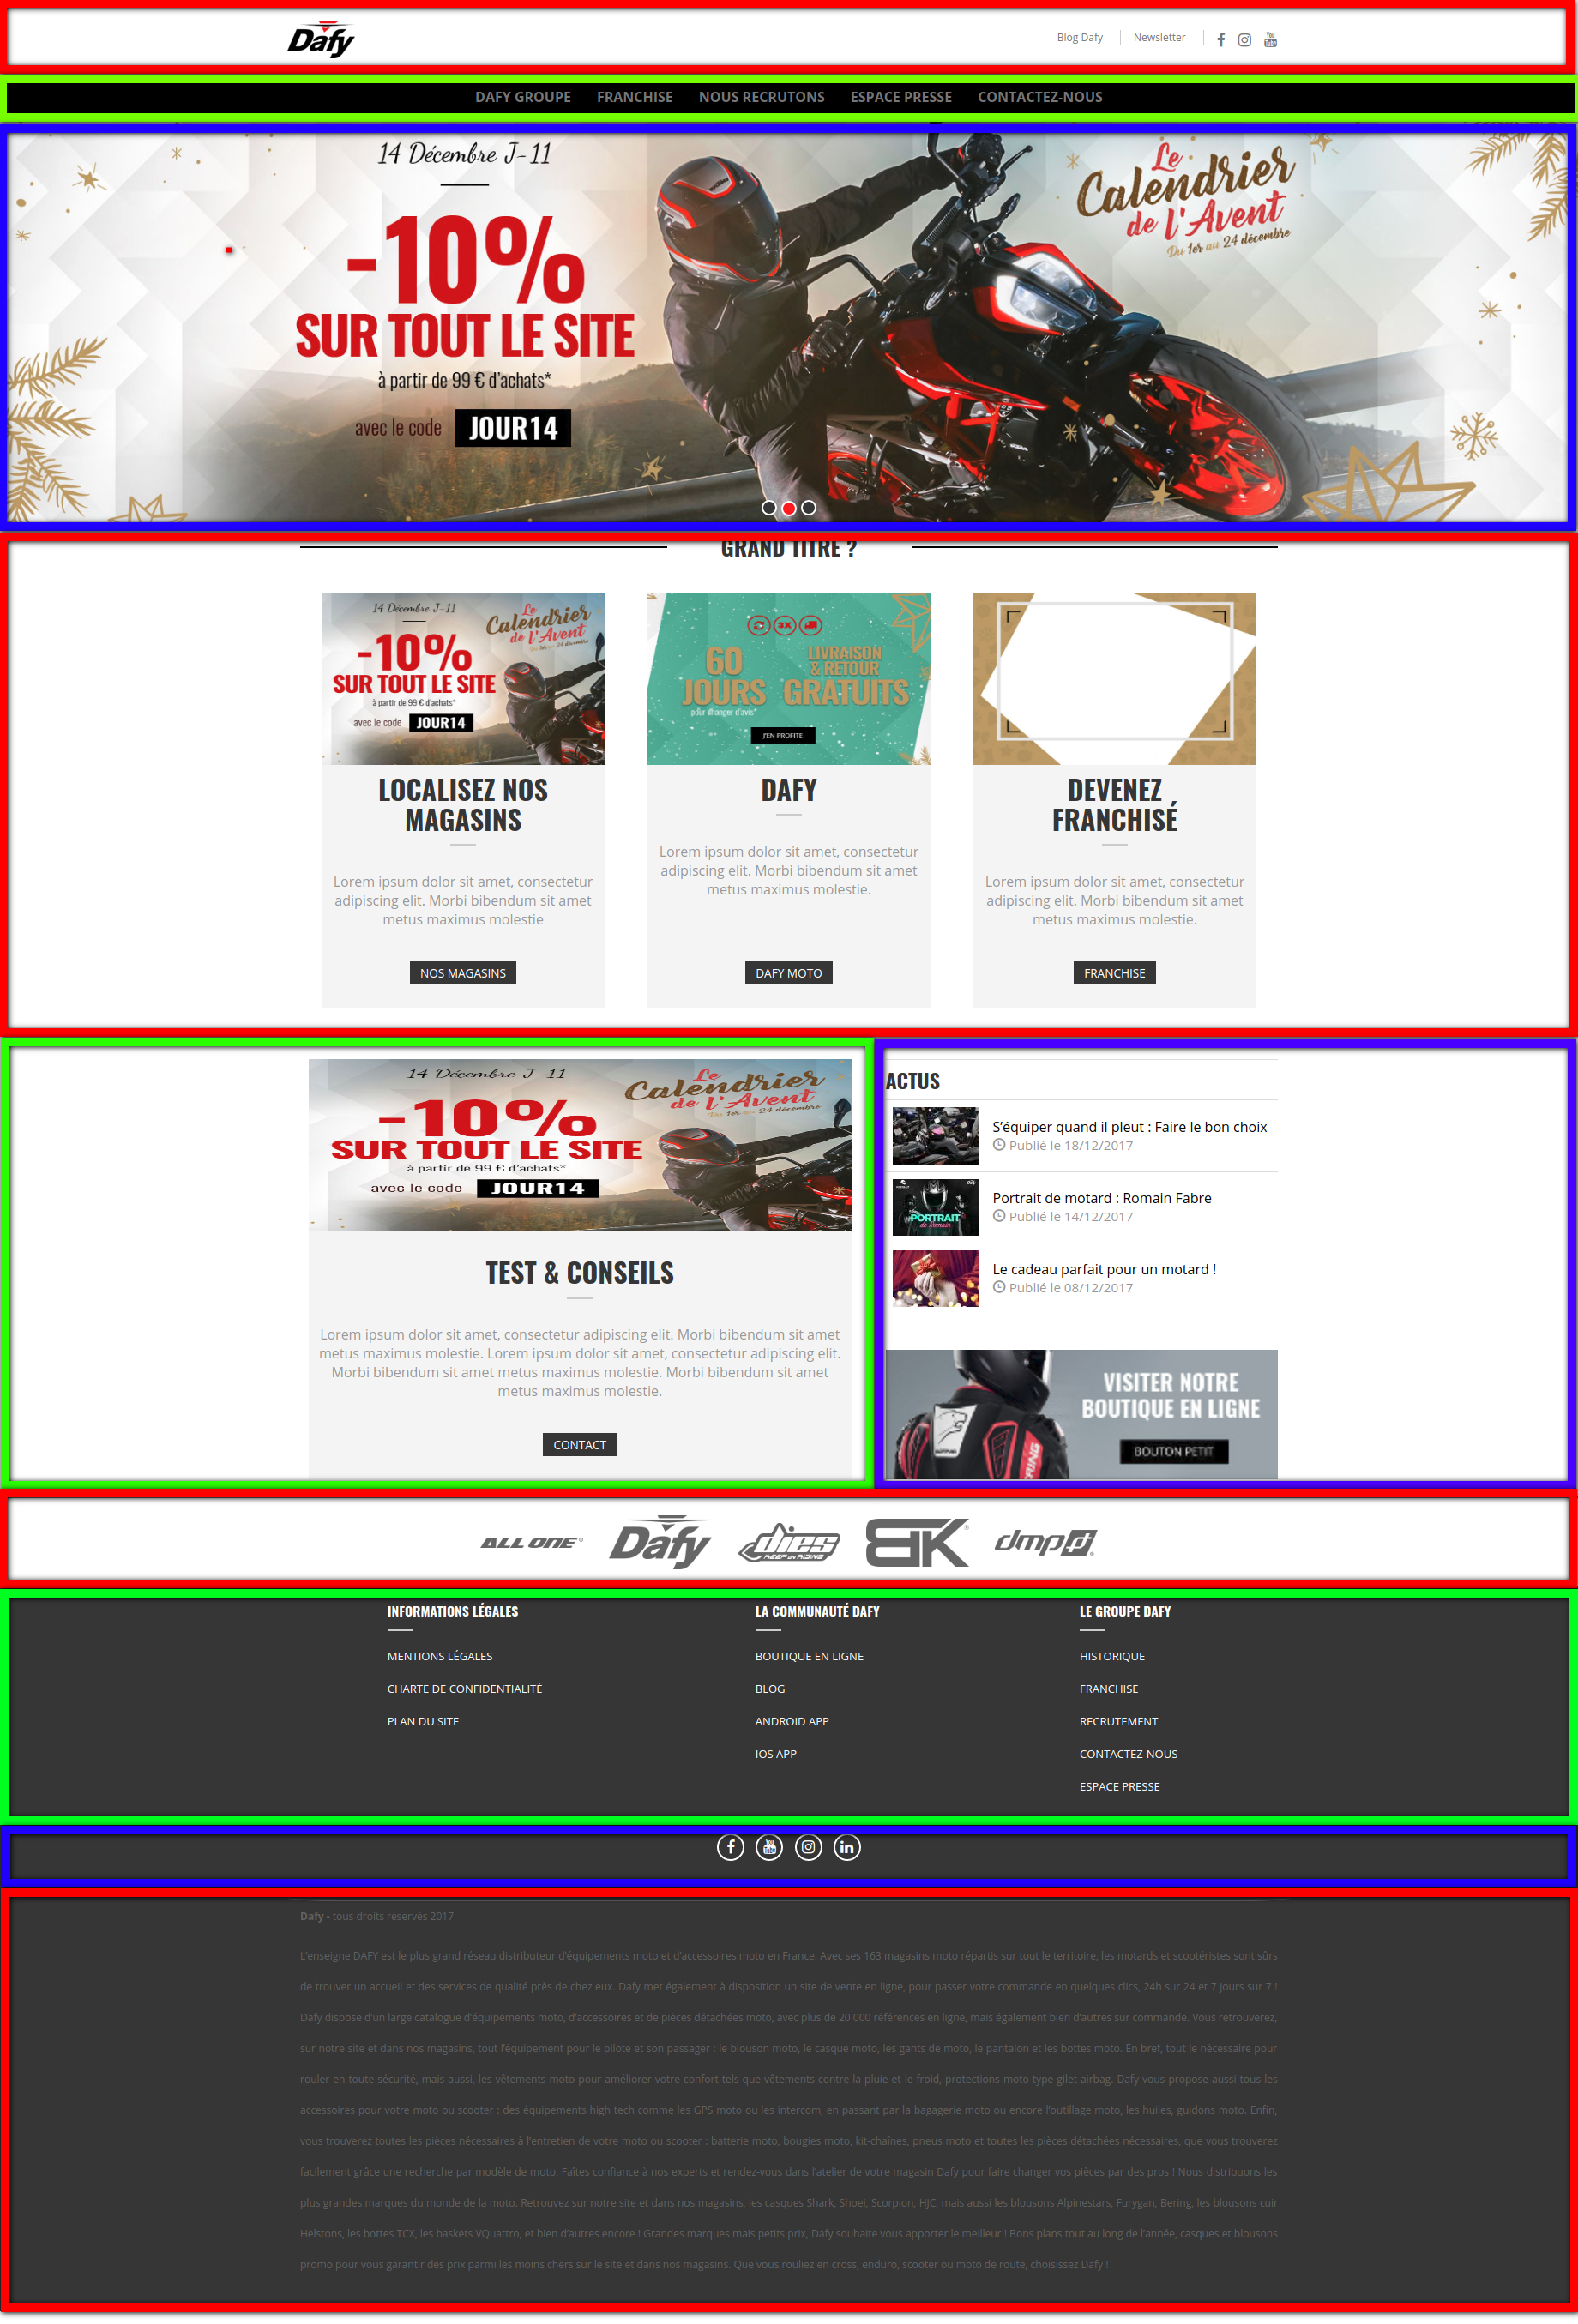 Dafy
Blog Dafy
Newsletter
DAFY GROUPE
FRANCHISE
NOUS RECRUTONS
ESPACE PRESSE
CONTACTEZ-NOUS
14 Décembre J-11
-10%
SUR TOUT LE SITE
à partir de 99 € d'achats*
avec le code JOUR14
Le
Calendrier
de l'Avent
Du 1er au 24 décembre
GRAND TITRE ?
14 Décembre J-11
-10%
SUR TOUT LE SITE
à partir de 99 € d'achats*
avec le code JOUR14
Le
Calendrier
de l'Avent
LOCALISEZ NOS
MAGASINS
Lorem ipsum dolor sit amet, consectetur
adipiscing elit. Morbi bibendum sit amet
metus maximus molestie
NOS MAGASINS
3X
60
JOURS
pour changer d'avis*
LIVRAISON
& RETOUR
GRATUITS
J'EN PROFITE
DAFY
Lorem ipsum dolor sit amet, consectetur
adipiscing elit. Morbi bibendum sit amet
metus maximus molestie.
DAFY MOTO
DEVENEZ
FRANCHISÉ
Lorem ipsum dolor sit amet, consectetur
adipiscing elit. Morbi bibendum sit amet
metus maximus molestie.
FRANCHISE
14 Décembre J-11
-10%
SUR TOUT LE SITE
à partir de 99 € d'achats*
avec le code JOUR14
Le
Calendrier
de l'Avent
Du 1er au 24 décembre
TEST & CONSEILS
Lorem ipsum dolor sit amet, consectetur adipiscing elit. Morbi bibendum sit amet
metus maximus molestie. Lorem ipsum dolor sit amet, consectetur adipiscing elit.
Morbi bibendum sit amet metus maximus molestie. Morbi bibendum sit amet
metus maximus molestie.
CONTACT
ACTUS
S'équiper quand il pleut : Faire le bon choix
Publié le 18/12/2017
PORTRAIT
de Romain
Portrait de motard : Romain Fabre
Publié le 14/12/2017
Le cadeau parfait pour un motard !
Publié le 08/12/2017
VISITER NOTRE
BOUTIQUE EN LIGNE
BOUTON PETIT
ALL ONE
Dafy
dies
KEEP ON RIDING
BK
dmp
INFORMATIONS LÉGALES
MENTIONS LÉGALES
CHARTE DE CONFIDENTIALITÉ
PLAN DU SITE
LA COMMUNAUTÉ DAFY
BOUTIQUE EN LIGNE
BLOG
ANDROID APP
IOS APP
LE GROUPE DAFY
HISTORIQUE
FRANCHISE
RECRUTEMENT
CONTACTEZ-NOUS
ESPACE PRESSE
Dafy - tous droits réservés 2017
L'enseigne DAFY est le plus grand réseau distributeur d'équipements moto et d'accessoires moto en France. Avec ses 163 magasins moto répartis sur tout le territoire, les motards et scootéristes sont sûrs
de trouver un accueil et des services de qualité près de chez eux. Dafy met également à disposition un site de vente en ligne, pour passer votre commande en quelques clics, 24h sur 24 et 7 jours sur 7 !
Dafy dispose d'un large catalogue d'équipements moto, d'accessoires et de pièces détachées moto, avec plus de 20 000 références en ligne, mais également bien d'autres sur commande. Vous retrouverez,
sur notre site et dans nos magasins, tout l'équipement pour le pilote et son passager : le blouson moto, le casque moto, les gants de moto, le pantalon et les bottes moto. En bref, tout le nécessaire pour
rouler en toute sécurité, mais aussi, les vêtements moto pour améliorer votre confort tels que vêtements contre la pluie et le froid, protections moto type gilet airbag. Dafy vous propose aussi tous les
accessoires pour votre moto ou scooter : des équipements high tech comme les GPS moto ou les intercom, en passant par la bagagerie moto ou encore l'outillage moto, les huiles, guidons moto. Enfin,
vous trouverez toutes les pièces nécessaires à l'entretien de votre moto ou scooter : batterie moto, bougies moto, kit-chaînes, pneus moto et toutes les pièces détachées nécessaires, que vous trouverez
facilement grâce une recherche par modèle de moto. Faîtes confiance à nos experts et rendez-vous dans l'atelier de votre magasin Dafy pour faire changer vos pièces par des pros ! Nous distribuons les
plus grandes marques du monde de la moto. Retrouvez sur notre site et dans nos magasins, les casques Shark, Shoei, Scorpion, HJC, mais aussi les blousons Alpinestars, Furygan, Bering, les blousons cuir
Helstons, les bottes TCX, les baskets VQuattro, et bien d'autres encore ! Grandes marques mais petits prix, Dafy souhaite vous apporter le meilleur ! Bons plans tout au long de l'année, casques et blousons
promo pour vous garantir des prix parmi les moins chers sur le site et dans nos magasins. Que vous rouliez en cross, enduro, scooter ou moto de route, choisissez Dafy !